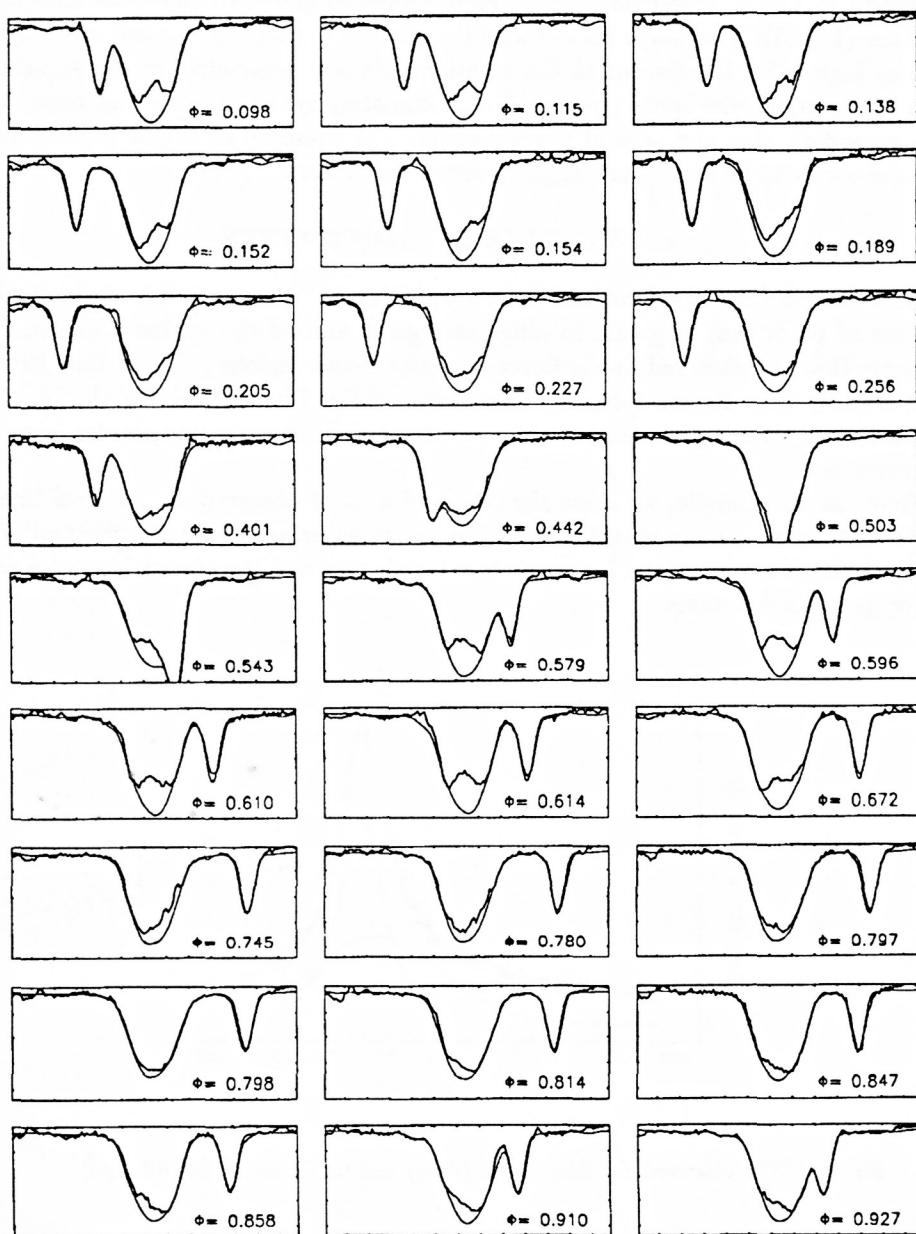 Φ= 0.098
Φ= 0.115
Φ= 0.138
Φ= 0.152
Φ= 0.154
Φ= 0.189
Φ= 0.205
Φ= 0.227
Φ= 0.256
Φ= 0.401
Φ= 0.442
Φ= 0.503
Φ= 0.543
Φ= 0.579
Φ= 0.596
Φ= 0.610
Φ= 0.614
Φ= 0.672
Φ= 0.745
Φ= 0.780
Φ= 0.797
Φ= 0.798
Φ= 0.814
Φ= 0.847
Φ= 0.858
Φ= 0.910
Φ= 0.927